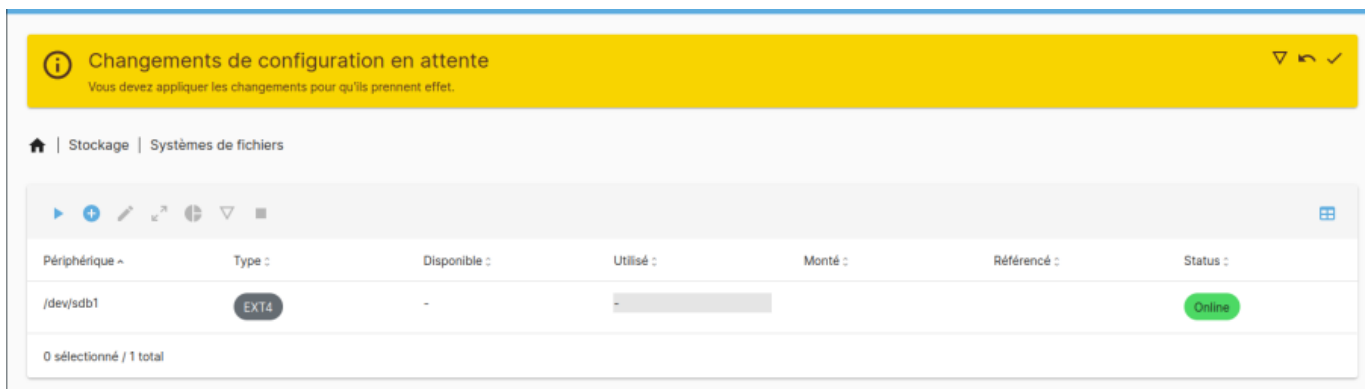 Changements de configuration en attente
Vous devez appliquer les changements pour qu'ils prennent effet.
| Stockage | Systèmes de fichiers
Périphérique Type Disponible Utilisé Monté Référencé Status
/dev/sdb1 EXT4 - - Online
0 sélectionné / 1 total